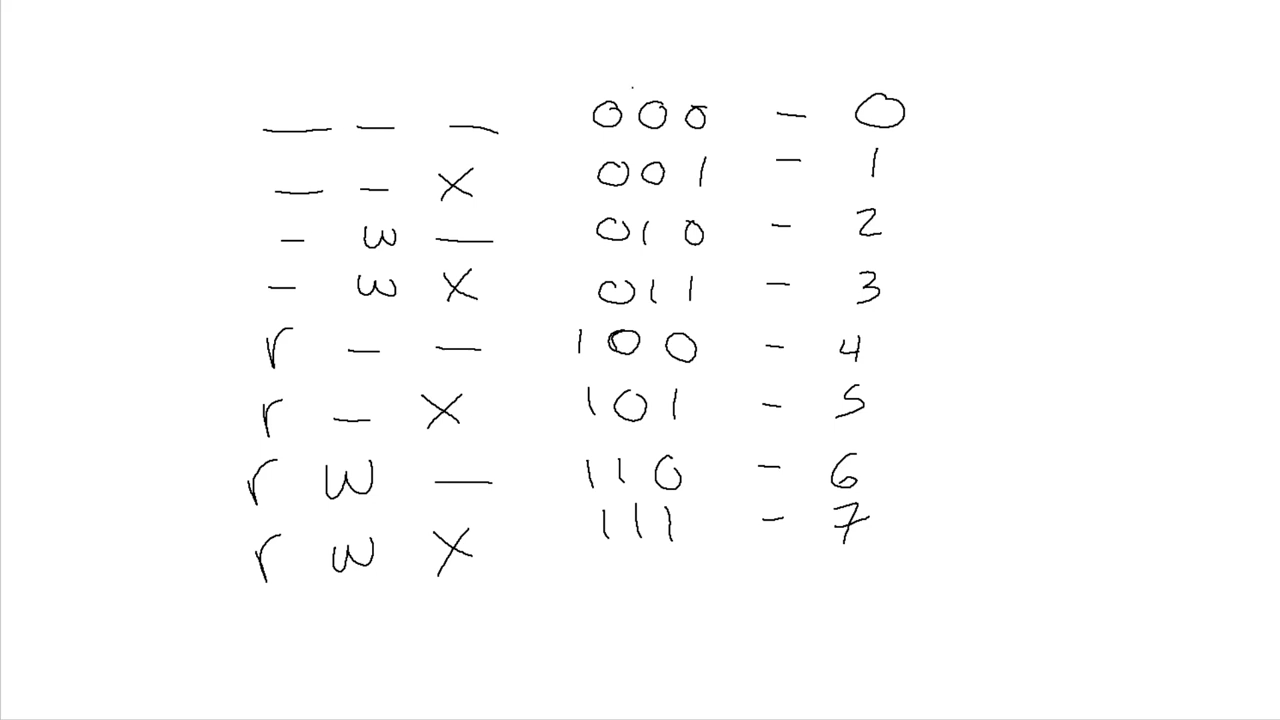 - - - 000 - 0
- - x 001 - 1
- w - 010 - 2
- w x 011 - 3
r - - 100 - 4
r - x 101 - 5
r w - 110 - 6
r w x 111 - 7